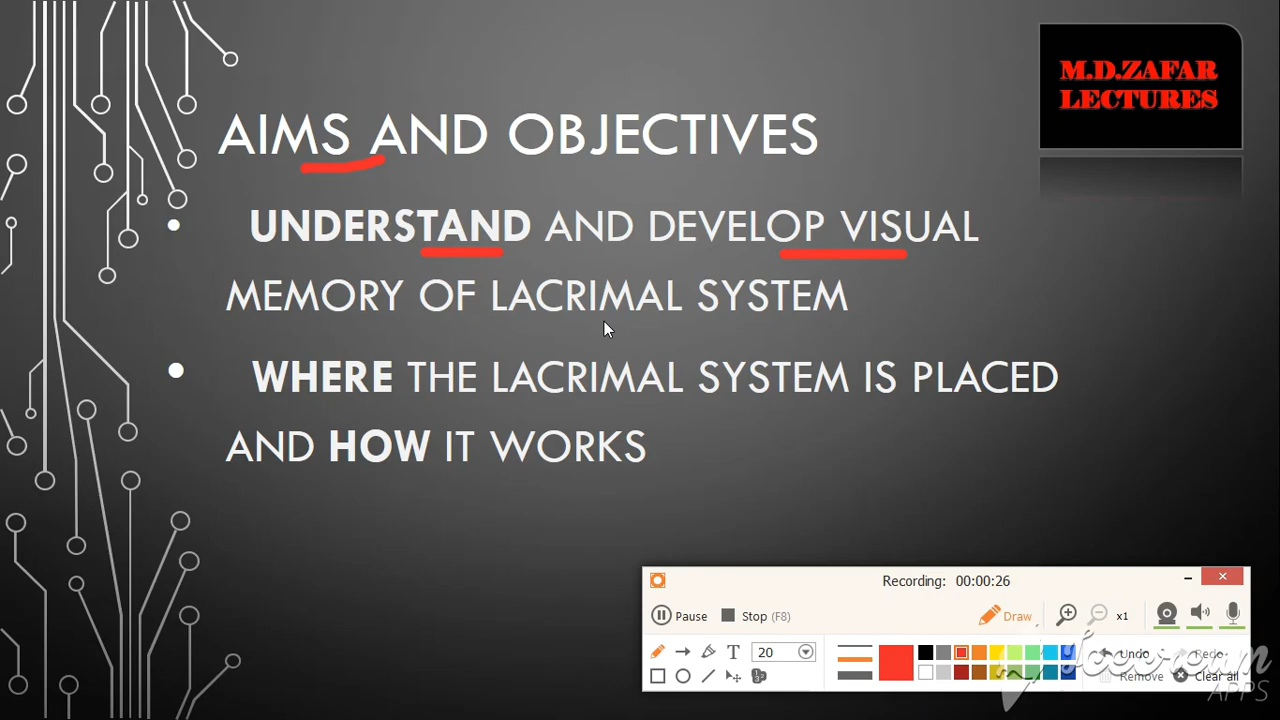 M.D.ZAFAR
LECTURES
AIMS AND OBJECTIVES
• UNDERSTAND AND DEVELOP VISUAL
MEMORY OF LACRIMAL SYSTEM
• WHERE THE LACRIMAL SYSTEM IS PLACED
AND HOW IT WORKS
Recording: 00:00:26
Pause Stop (F8) Draw x1
T 20 Undo Redo
Remove Clear all
APPS